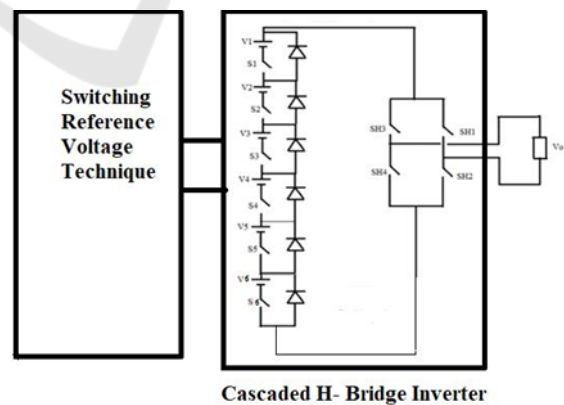 Switching
Reference
Voltage
Technique
V1
S1
V2
S2
V3
S3
V4
S4
V5
S5
V6
S6
SH3
SH1
SH4
SH2
Vo
Cascaded H- Bridge Inverter